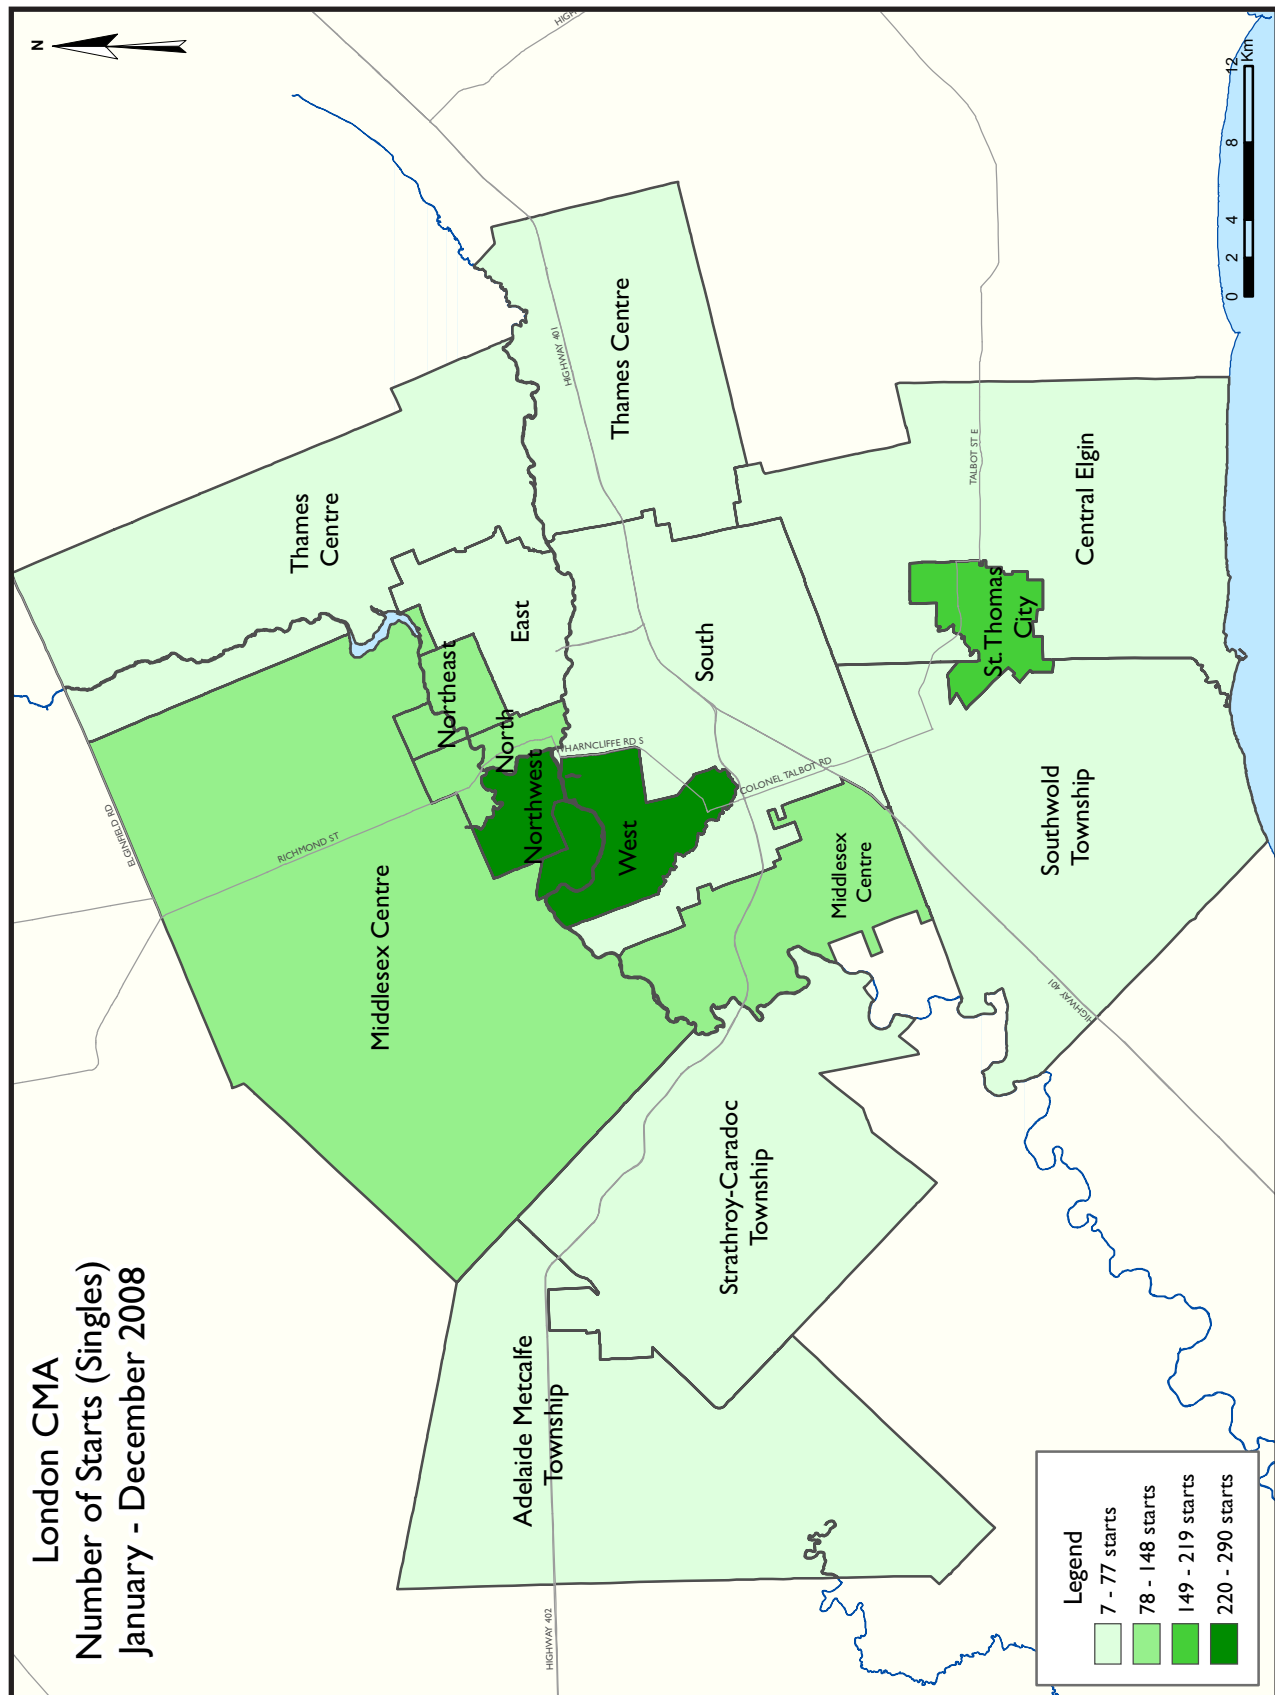 London CMA
Number of Starts (Singles)
January - December 2008
N
ELGINFIELD RD
RICHMOND ST
Middlesex Centre
Thames
Centre
Northeast
North
Northwest
East
West
WHARNCLIFFE RD S
HIGHWAY 401
Thames Centre
South
COLONEL TALBOT RD
Middlesex
Centre
Adelaide Metcalfe
Township
HIGHWAY 402
Strathroy-Caradoc
Township
TALBOT ST E
St. Thomas
City
Central Elgin
Southwold
Township
HIGHWAY 401
Legend
7 - 77 starts
78 - 148 starts
149 - 219 starts
220 - 290 starts
0 2 4 8 12
Km